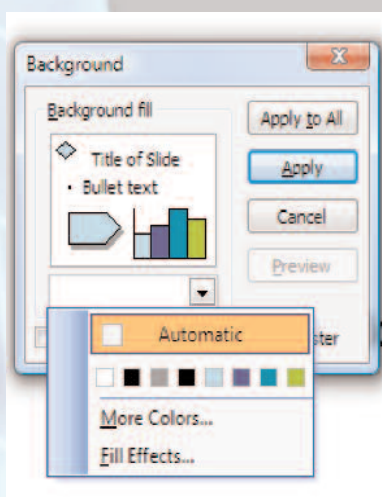 Background
Background fill
Title of Slide
• Bullet text
Apply to All
Apply
Cancel
Preview
Automatic
ster
More Colors...
Fill Effects...